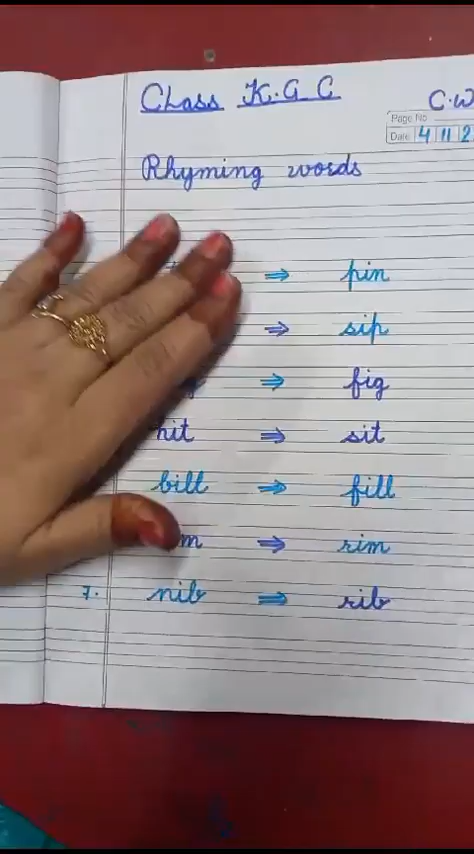 Class K.G C
C.W
Page No
Date 4 11 2
Rhyming words
⇒ pin
⇒ sip
⇒ fig
hit ⇒ sit
bill ⇒ fill
m ⇒ rim
7. nib ⇒ rib